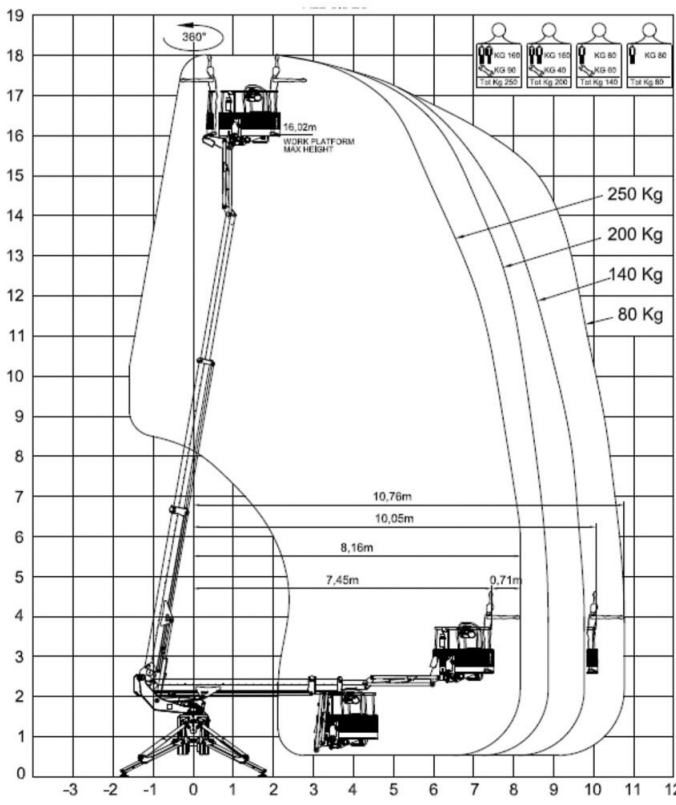 360°
KG 160
KG 90
Tot Kg 250
KG 160
KG 40
Tot Kg 200
KG 80
KG 60
Tot Kg 140
KG 80
Tot Kg 80
16,02m
WORK PLATFORM
MAX HEIGHT
250 Kg
200 Kg
140 Kg
80 Kg
10,76m
10,05m
8,16m
7,45m
0,71m
19
18
17
16
15
14
13
12
11
10
9
8
7
6
5
4
3
2
1
0
-3 -2 -1 0 1 2 3 4 5 6 7 8 9 10 11 12